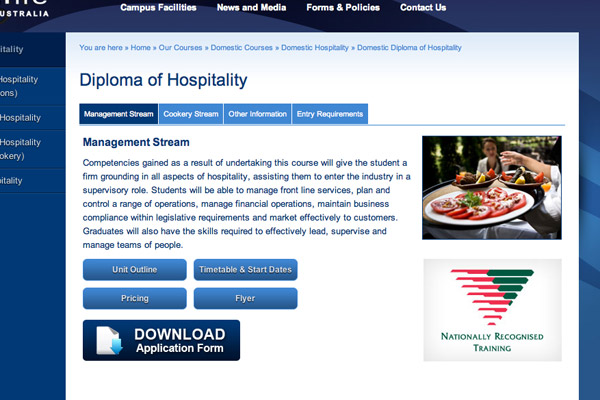 Campus Facilities News and Media Forms & Policies Contact Us
AUSTRALIA
You are here » Home » Our Courses » Domestic Courses » Domestic Hospitality » Domestic Diploma of Hospitality
Hospitality
Hospitality
Diploma of Hospitality
Management Stream Cookery Stream Other Information Entry Requirements
Management Stream
Competencies gained as a result of undertaking this course will give the student a
firm grounding in all aspects of hospitality, assisting them to enter the industry in a
supervisory role. Students will be able to manage front line services, plan and
control a range of operations, manage financial operations, maintain business
compliance within legislative requirements and market effectively to customers.
Graduates will also have the skills required to effectively lead, supervise and
manage teams of people.
Unit Outline Timetable & Start Dates
Pricing Flyer
DOWNLOAD
Application Form
NATIONALLY RECOGNISED
TRAINING